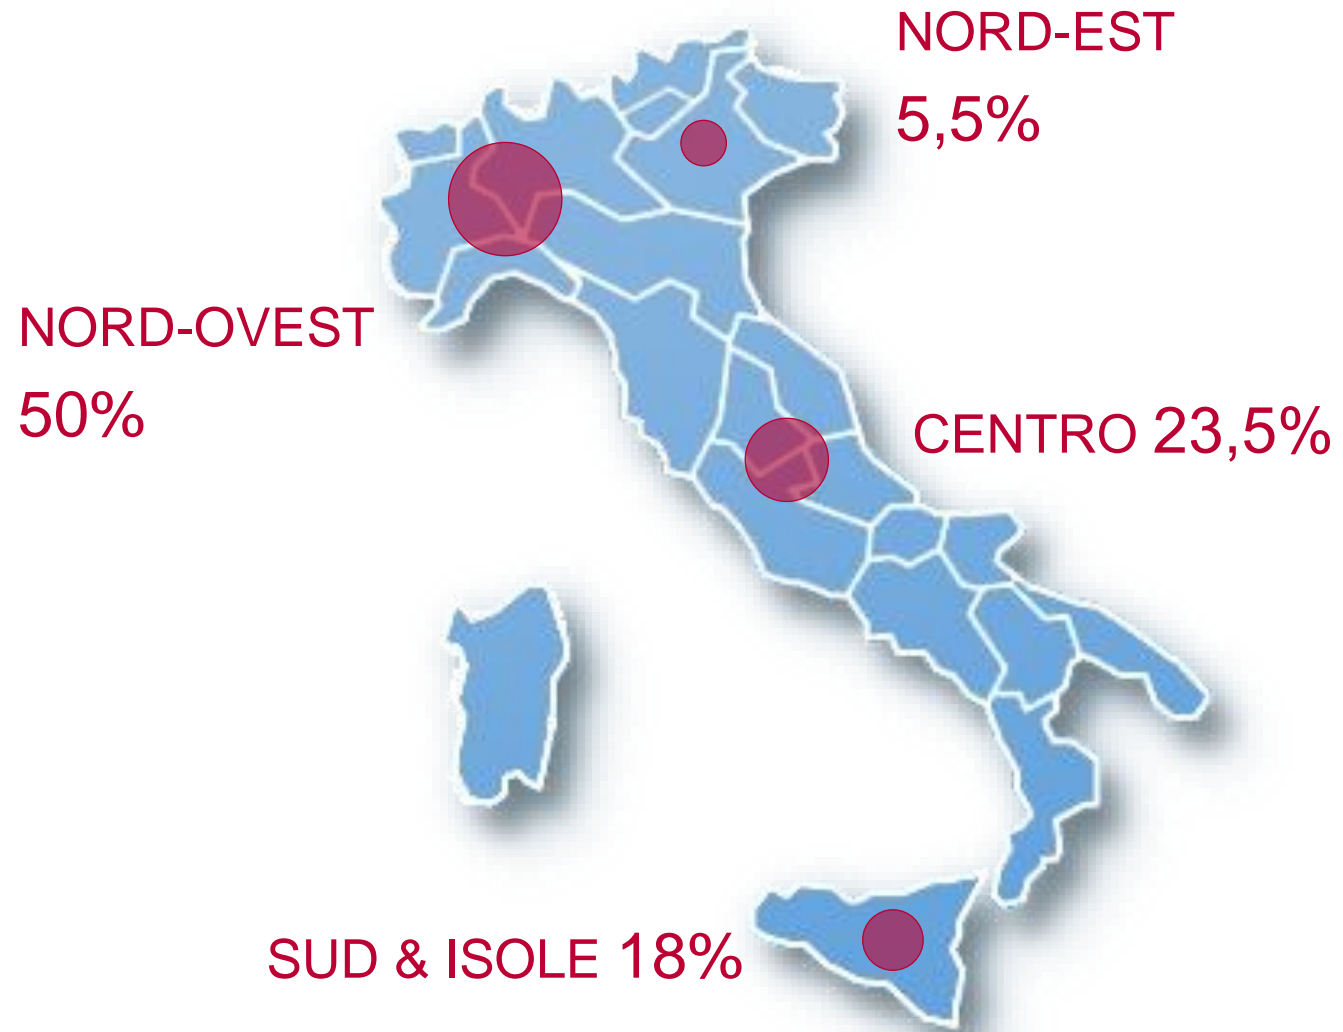 NORD-EST
5,5%
NORD-OVEST
50%
CENTRO 23,5%
SUD & ISOLE 18%